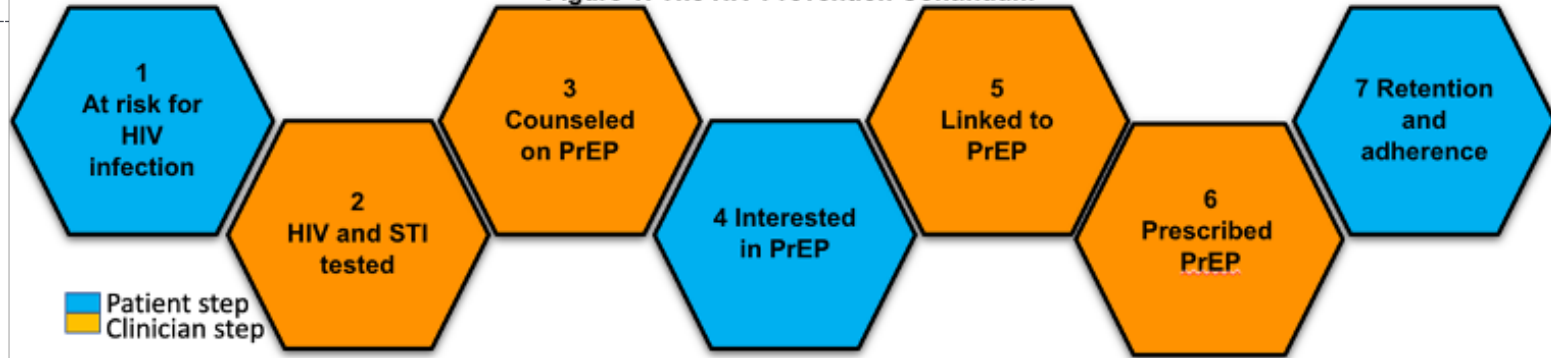 1
At risk for
HIV
infection
2
HIV and STI
tested
3
Counseled
on PrEP
4 Interested
in PrEP
5
Linked to
PrEP
6
Prescribed
PrEP
7 Retention
and
adherence
Patient step
Clinician step